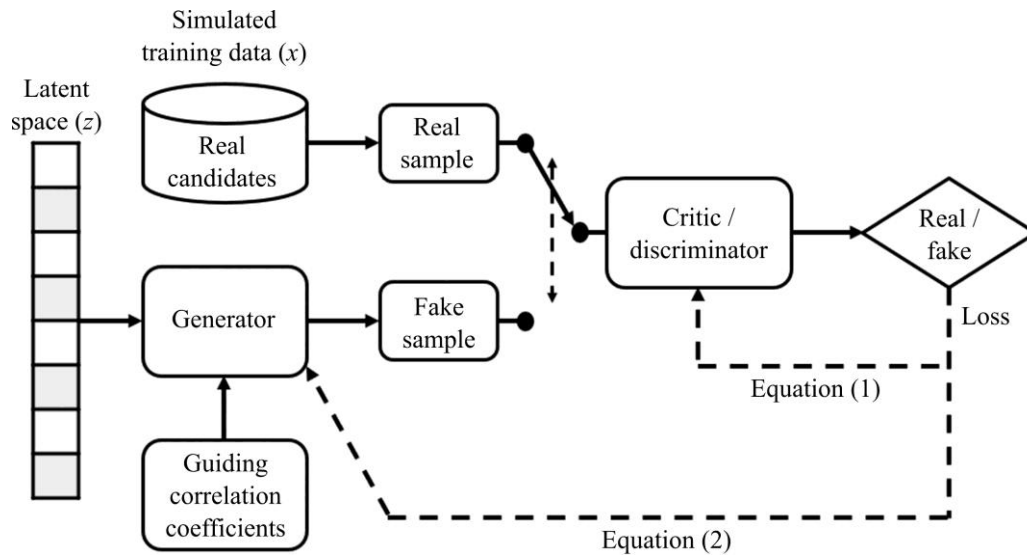 Simulated
training data (x)
Latent
space (z)
Real
candidates
Real
sample
Critic /
discriminator
Real /
fake
Generator
Fake
sample
Loss
Equation (1)
Guiding
correlation
coefficients
Equation (2)